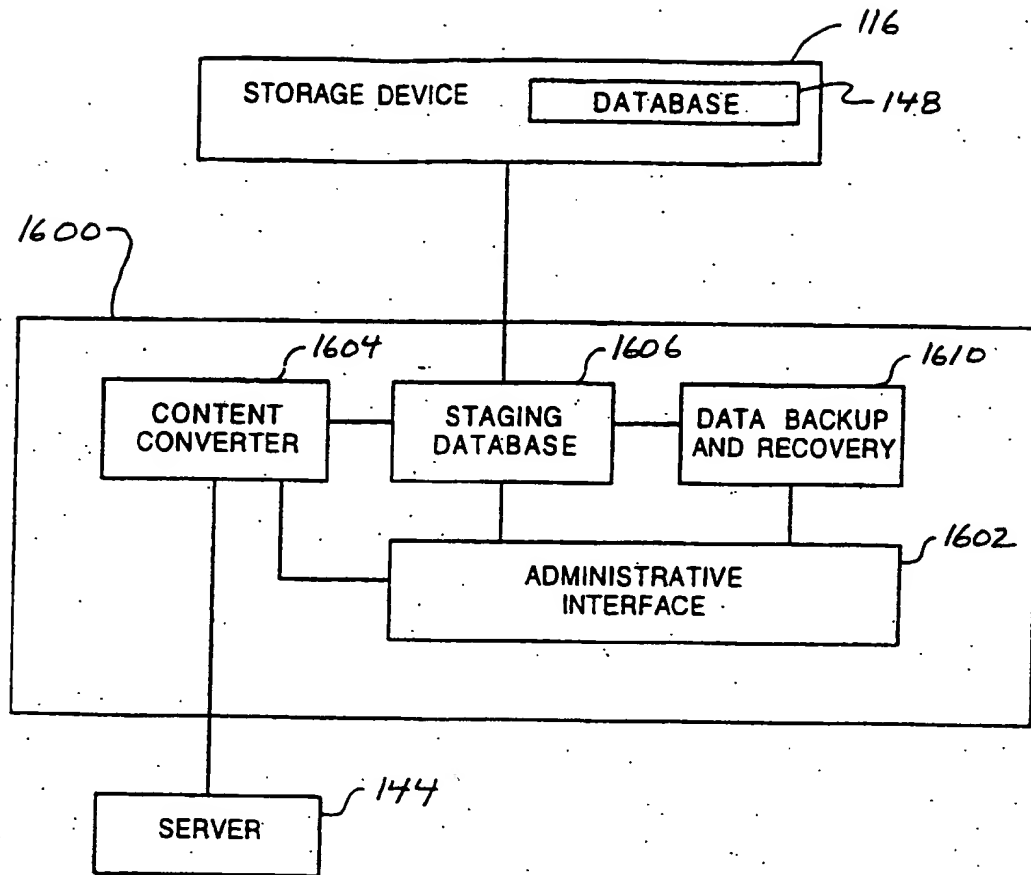 116
STORAGE DEVICE
DATABASE
148
1600
1604
1606
1610
CONTENT
CONVERTER
STAGING
DATABASE
DATA BACKUP
AND RECOVERY
1602
ADMINISTRATIVE
INTERFACE
144
SERVER